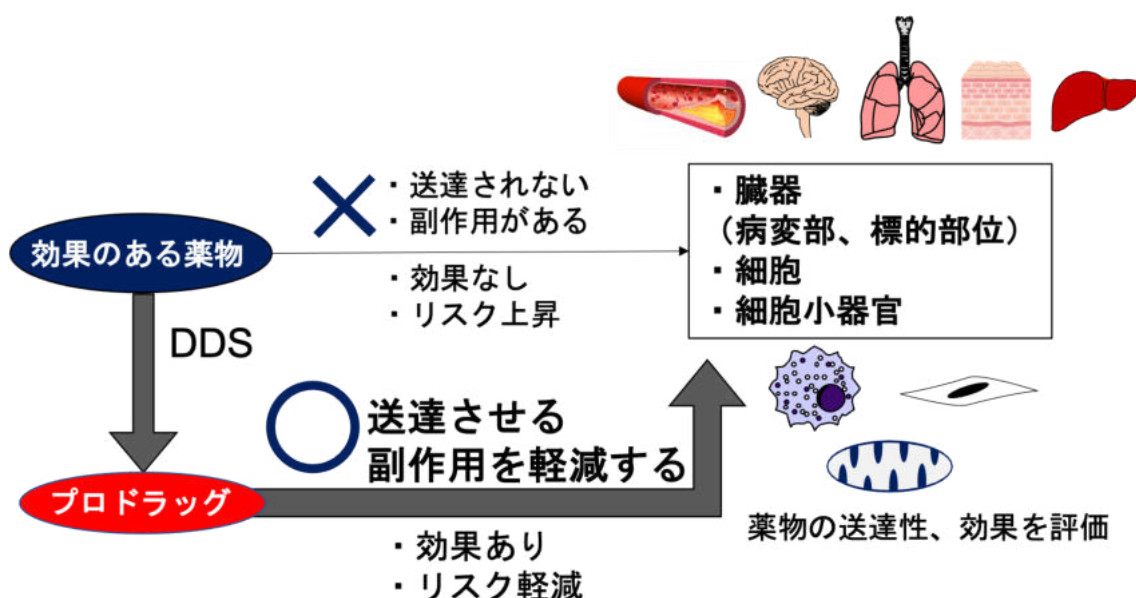 ・送達されない
・副作用がある
効果のある薬物
・効果なし
・リスク上昇
・臓器
（病変部、標的部位）
・細胞
・細胞小器官
DDS
送達させる
副作用を軽減する
プロドラッグ
・効果あり
・リスク軽減
薬物の送達性、効果を評価